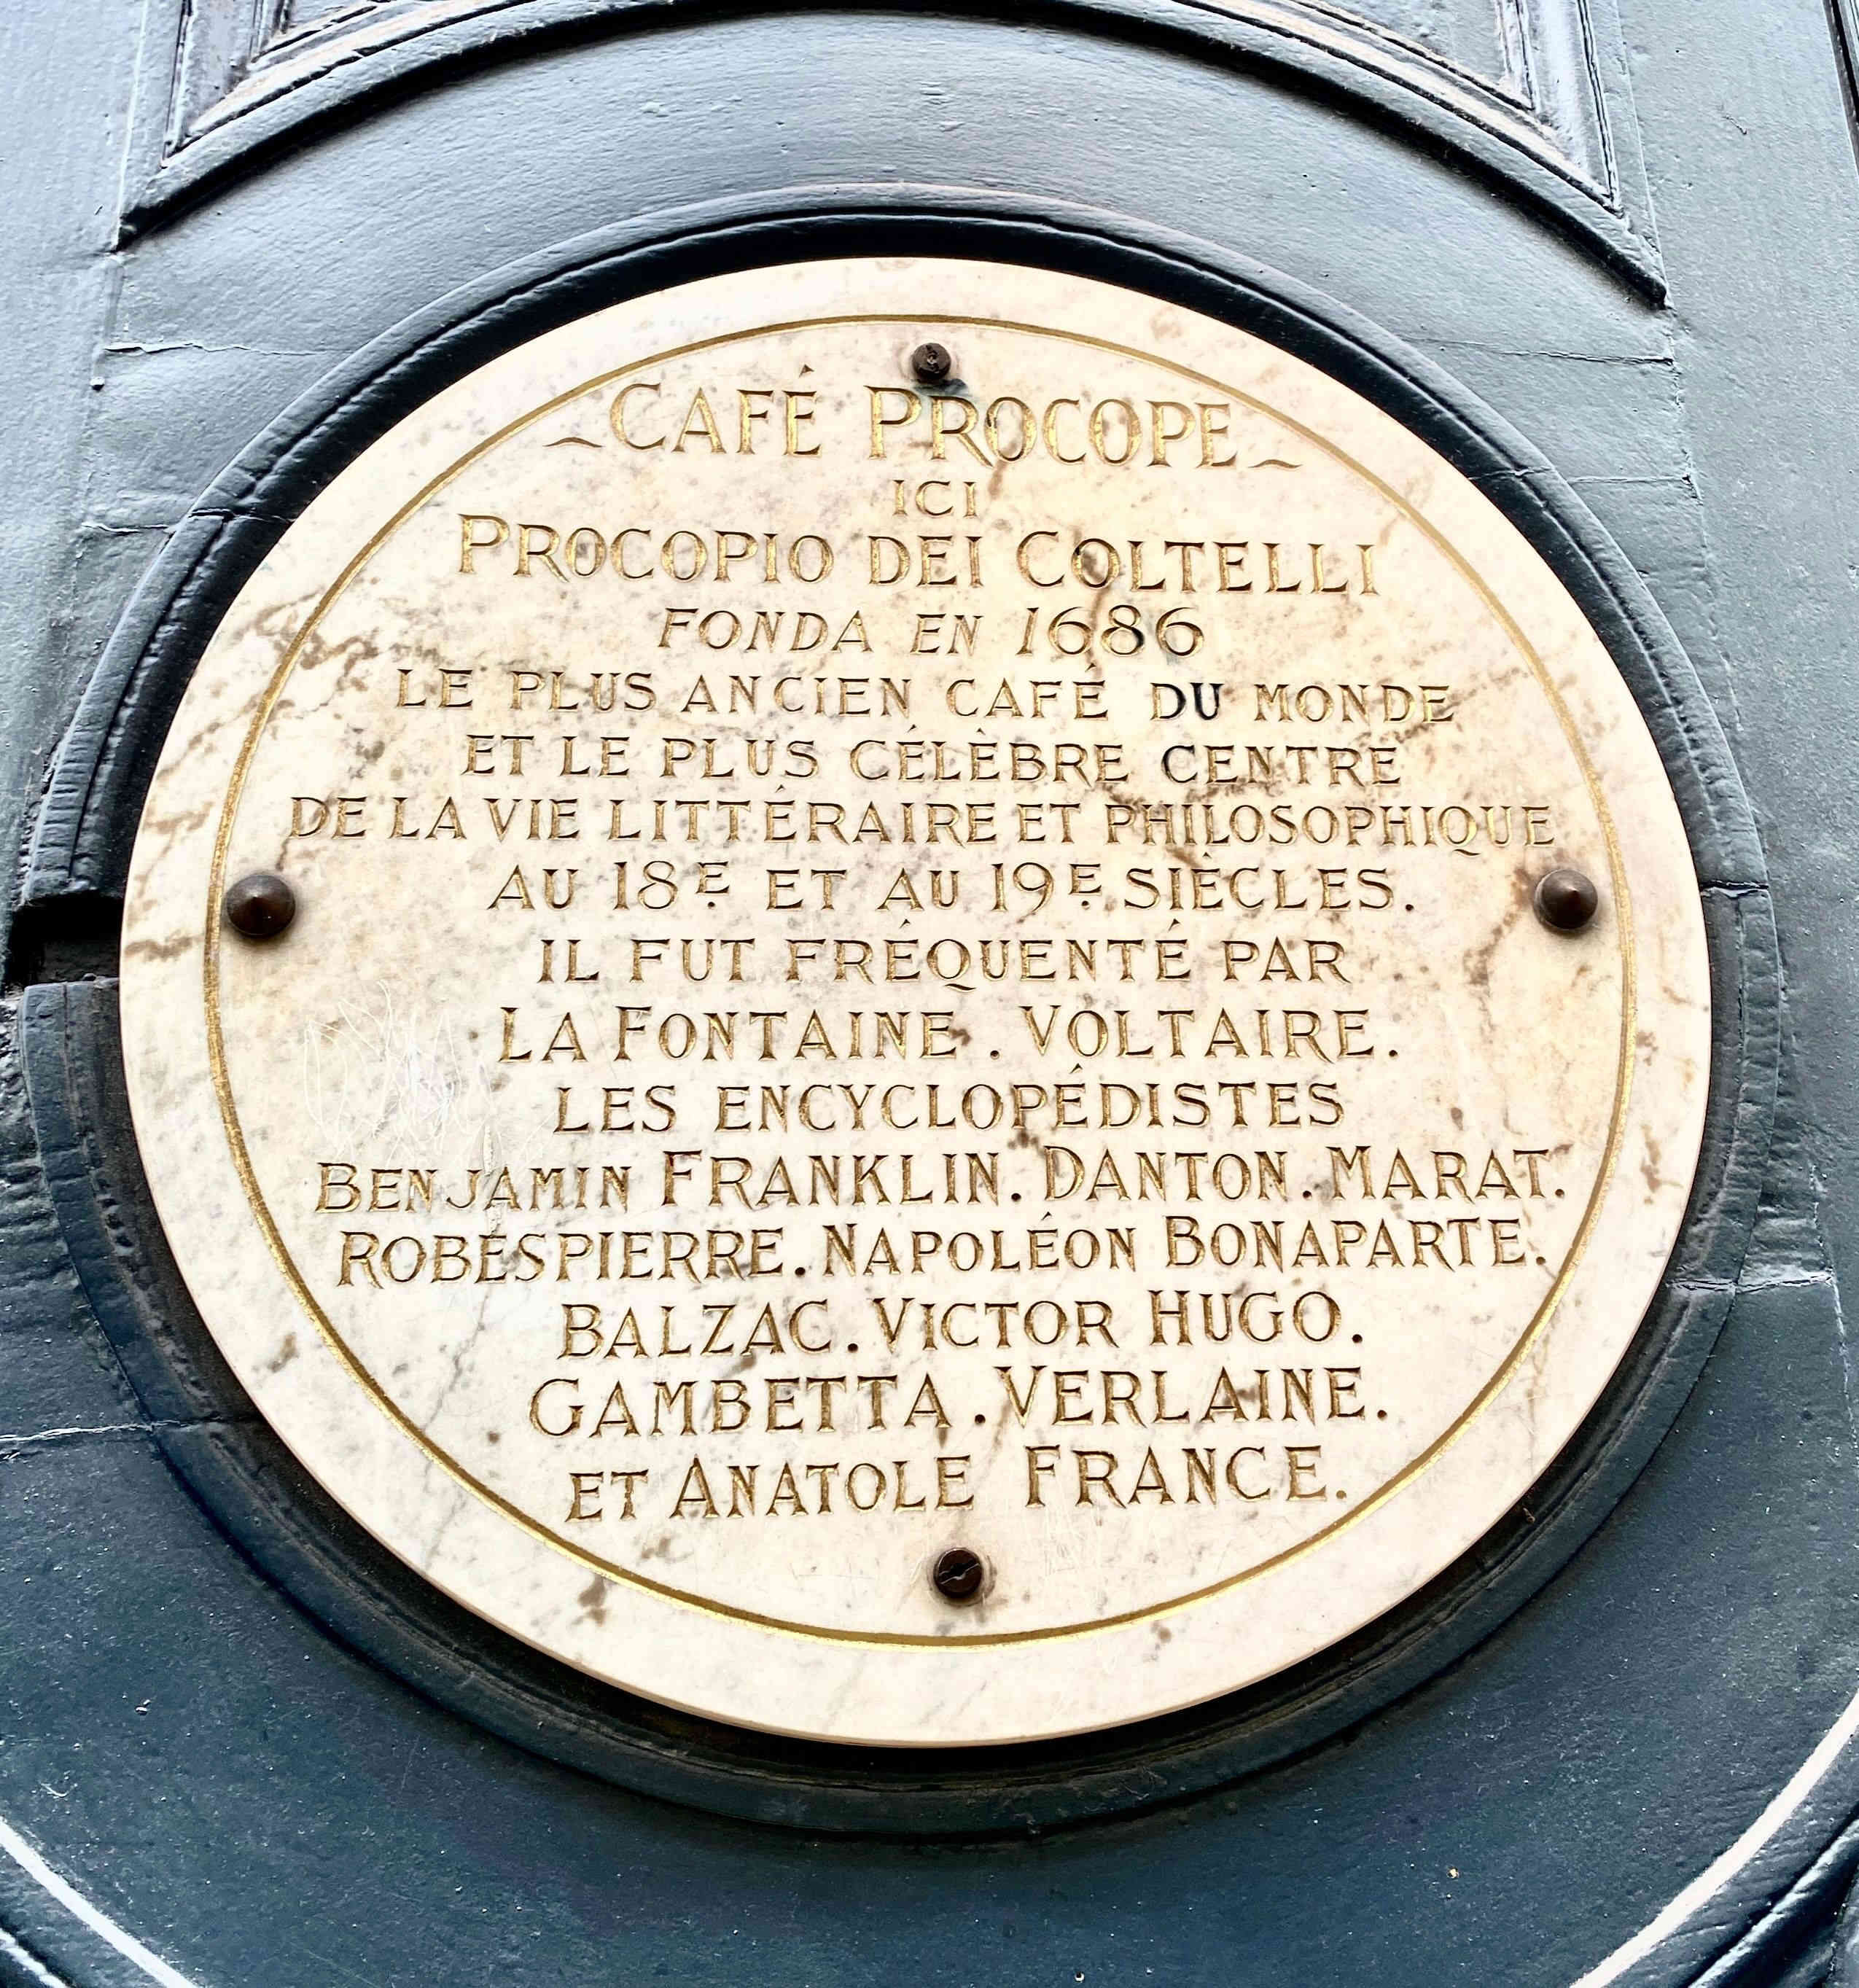 ~CAFÉ PROCOPE~
ICI
PROCOPIO DEI COLTELLI
FONDA EN 1686
LE PLUS ANCIEN CAFÉ DU MONDE
ET LE PLUS CÉLÈBRE CENTRE
DE LA VIE LITTÉRAIRE ET PHILOSOPHIQUE
AU 18E ET AU 19E SIÈCLES.
IL FUT FRÉQUENTÉ PAR
LA FONTAINE. VOLTAIRE.
LES ENCYCLOPÉDISTES
BENJAMIN FRANKLIN. DANTON. MARAT.
ROBESPIERRE. NAPOLÉON BONAPARTE.
BALZAC. VICTOR HUGO.
GAMBETTA. VERLAINE.
ET ANATOLE FRANCE.